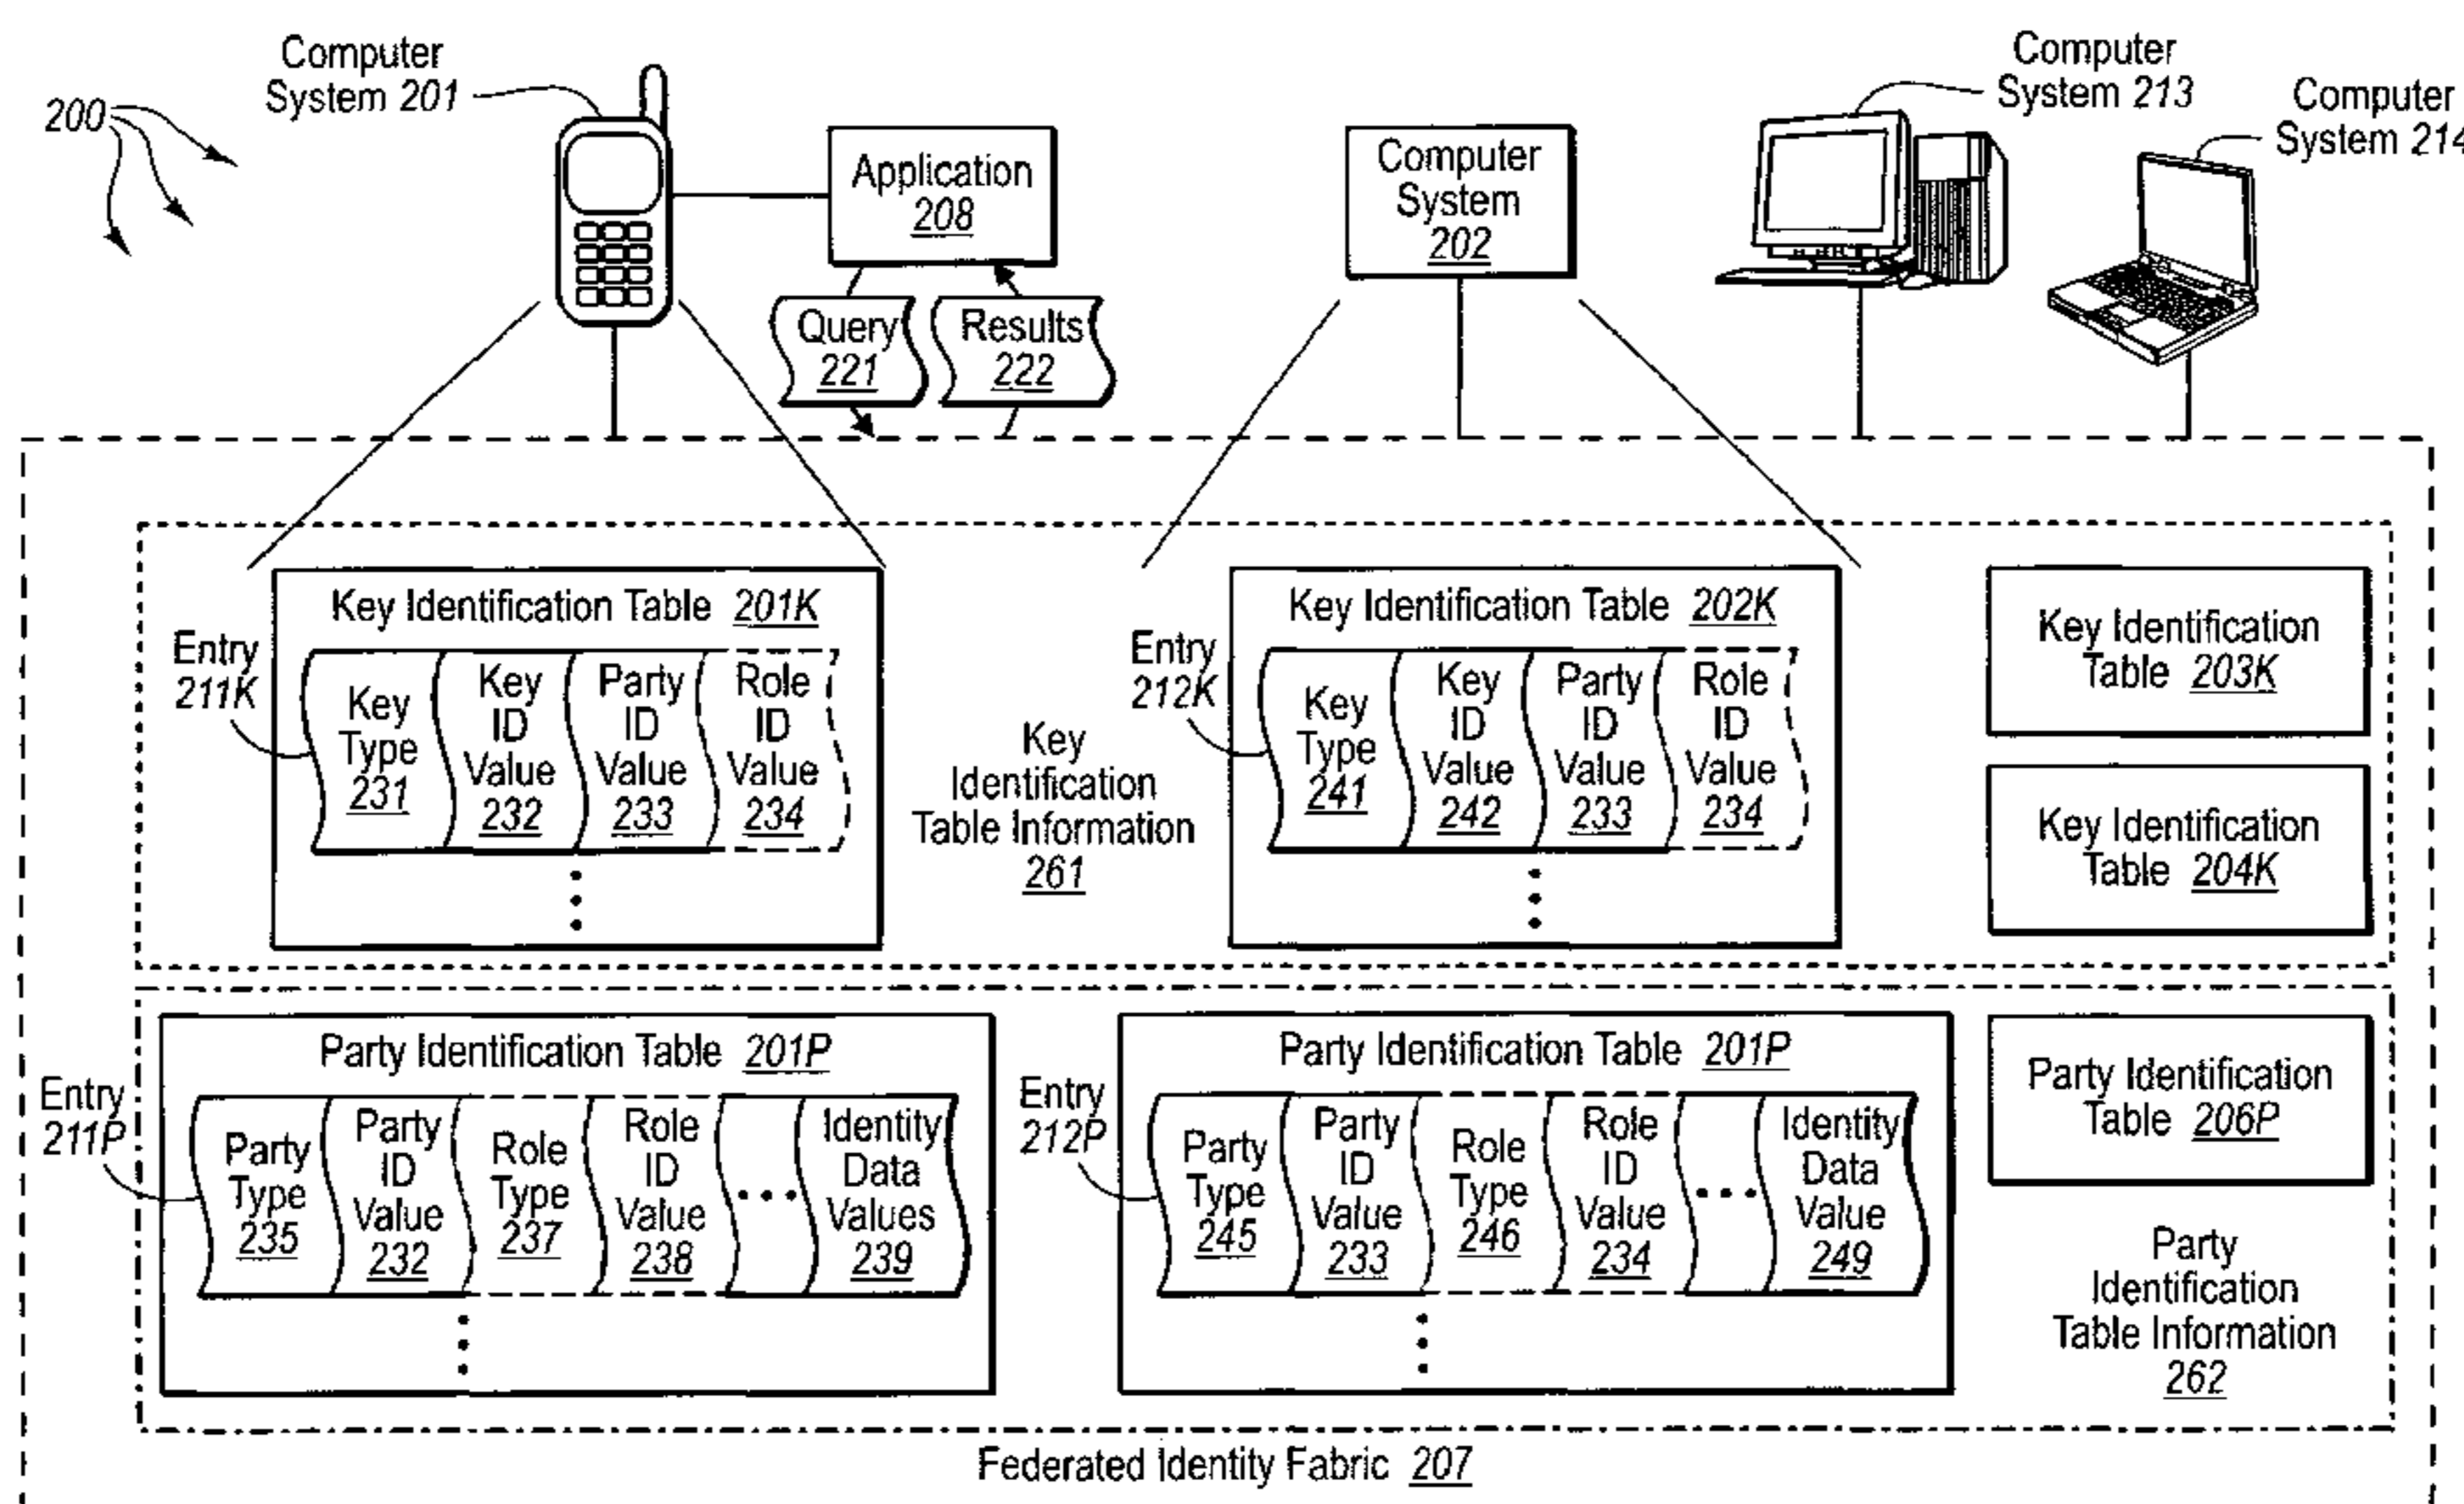 200
Computer
System 201
Application
208
Query
221
Results
222
Computer
System
202
Computer
System 213
Computer
System 214
Key Identification Table 201K
Entry
211K
Key
Type
231
Key
ID
Value
232
Party
ID
Value
233
Role
ID
Value
234
Key
Identification
Table Information
261
Key Identification Table 202K
Entry
212K
Key
Type
241
Key
ID
Value
242
Party
ID
Value
233
Role
ID
Value
234
Key Identification
Table 203K
Key Identification
Table 204K
Party Identification Table 201P
Entry
211P
Party
Type
235
Party
ID
Value
232
Role
Type
237
Role
ID
Value
238
Identity
Data
Values
239
Party Identification Table 201P
Entry
212P
Party
Type
245
Party
ID
Value
233
Role
Type
246
Role
ID
Value
234
Identity
Data
Value
249
Party Identification
Table 206P
Party
Identification
Table Information
262
Federated Identity Fabric 207